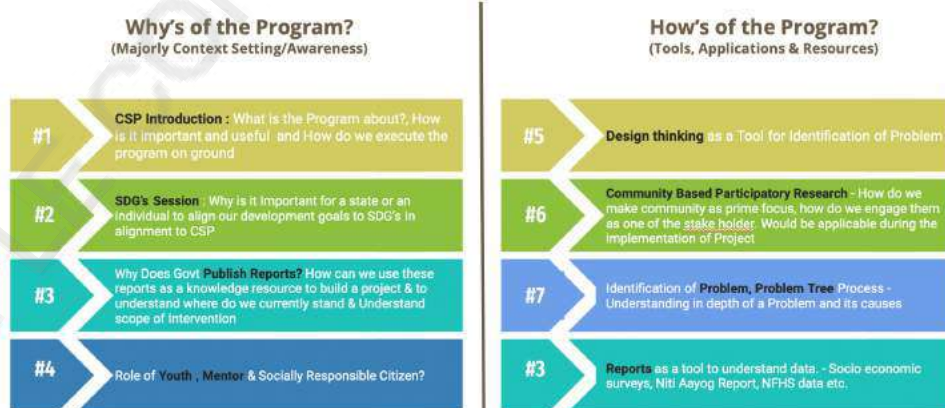 Why's of the Program?
(Majorly Context Setting/Awareness)
#1
CSP Introduction : What is the Program about?, How
is it important and useful and How do we execute the
program on ground
#2
SDG's Session : Why is it Important for a state or an
individual to align our development goals to SDG's in
alignment to CSP
#3
Why Does Govt Publish Reports? How can we use these
reports as a knowledge resource to build a project & to
understand where do we currently stand & Understand
scope of Intervention
#4
Role of Youth , Mentor & Socially Responsible Citizen?
How's of the Program?
(Tools, Applications & Resources)
#5
Design thinking as a Tool for Identification of Problem
#6
Community Based Participatory Research - How do we
make community as prime focus, how do we engage them
as one of the stake holder. Would be applicable during the
Implementation of Project
#7
Identification of Problem, Problem Tree Process -
Understanding in depth of a Problem and its causes
#3
Reports as a tool to understand data. - Socio economic
surveys, Niti Aayog Report, NFHS data etc.